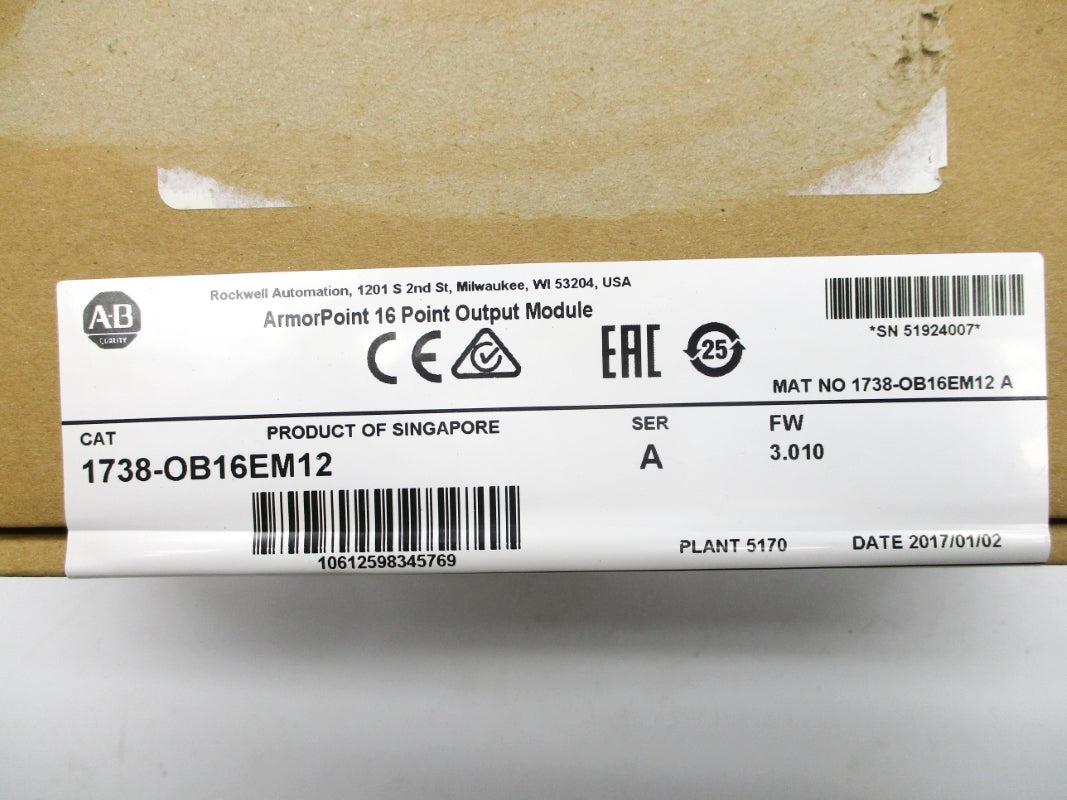 Rockwell Automation, 1201 S 2nd St, Milwaukee, WI 53204, USA
ArmorPoint 16 Point Output Module
A-B
QUALITY
CE
EAC
25
*SN 51924007*
MAT NO 1738-OB16EM12 A
CAT
PRODUCT OF SINGAPORE
SER
FW
1738-OB16EM12
A
3.010
10612598345769
PLANT 5170
DATE 2017/01/02